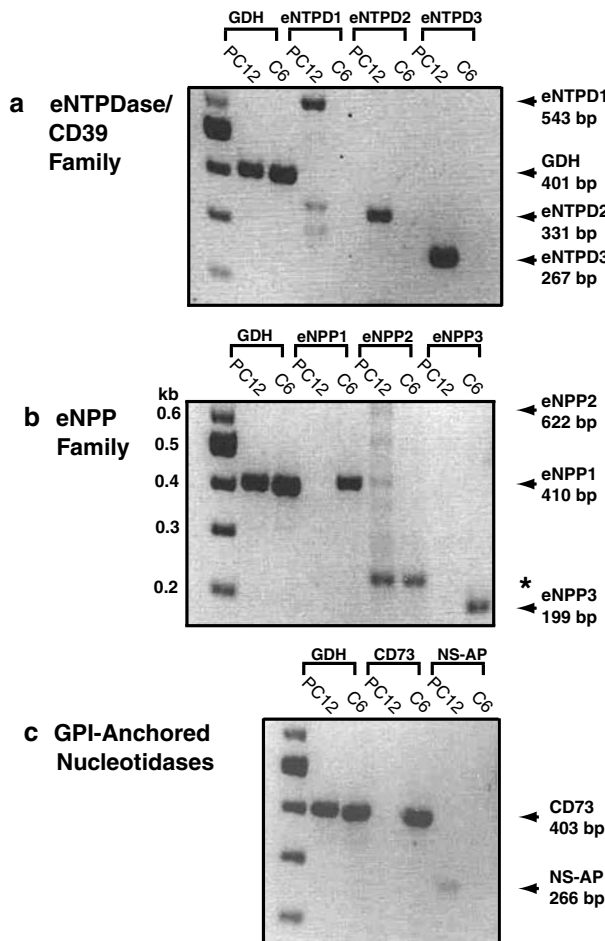 GDH eNTPD1 eNTPD2 eNTPD3
PC12 C6 PC12 C6 PC12 C6 PC12 C6
a eNTPDase/
CD39
Family
eNTPD1
543 bp
GDH
401 bp
eNTPD2
331 bp
eNTPD3
267 bp
GDH eNPP1 eNPP2 eNPP3
PC12 C6 PC12 C6 PC12 C6 PC12 C6
b eNPP
Family
kb
0.6
0.5
0.4
0.3
0.2
eNPP2
622 bp
eNPP1
410 bp
*
eNPP3
199 bp
GDH CD73 NS-AP
PC12 C6 PC12 C6 PC12 C6
c GPI-Anchored
Nucleotidases
CD73
403 bp
NS-AP
266 bp